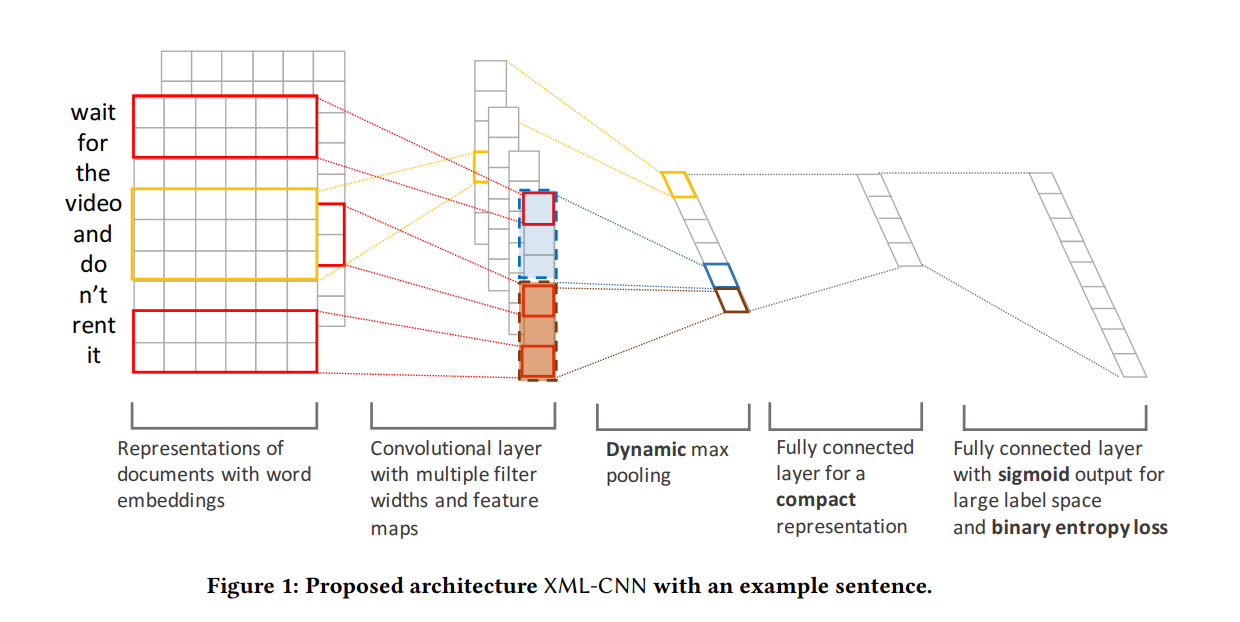 wait
for
the
video
and
do
n’t
rent
it
Representations of
documents with word
embeddings
Convolutional layer
with multiple filter
widths and feature
maps
Dynamic max
pooling
Fully connected
layer for a
compact
representation
Fully connected layer
with sigmoid output for
large label space
and binary entropy loss
Figure 1: Proposed architecture XML-CNN with an example sentence.